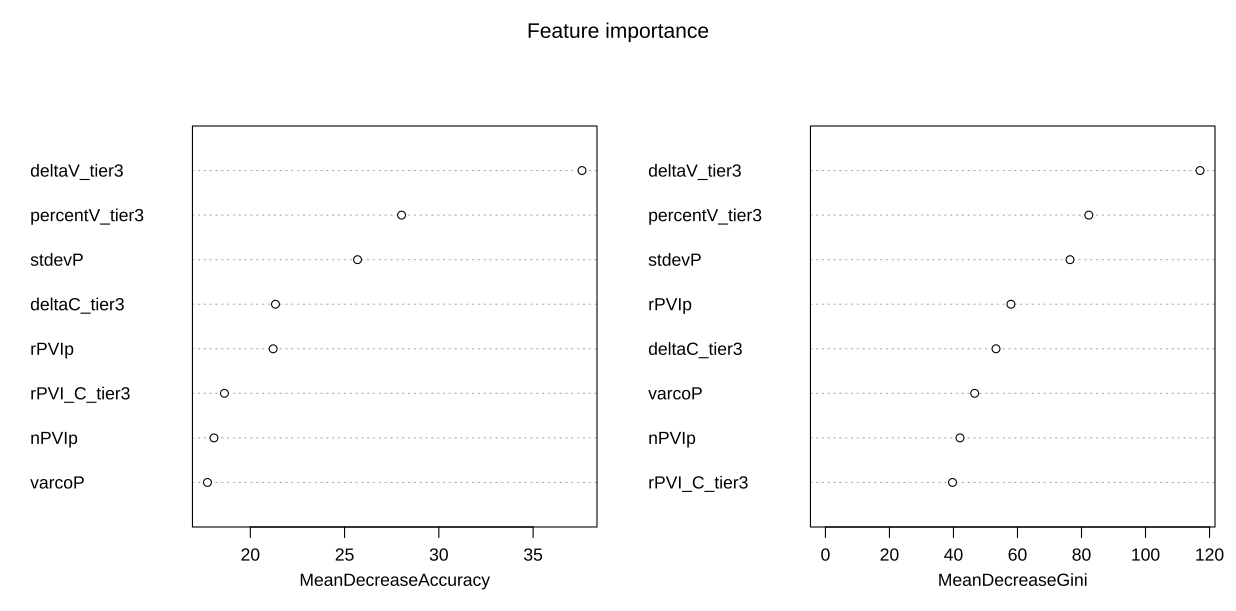 Feature importance
deltaV_tier3
percentV_tier3
stdevP
deltaC_tier3
rPVIp
rPVI_C_tier3
nPVIp
varcoP
20 25 30 35
MeanDecreaseAccuracy
deltaV_tier3
percentV_tier3
stdevP
rPVIp
deltaC_tier3
varcoP
nPVIp
rPVI_C_tier3
0 20 40 60 80 100 120
MeanDecreaseGini